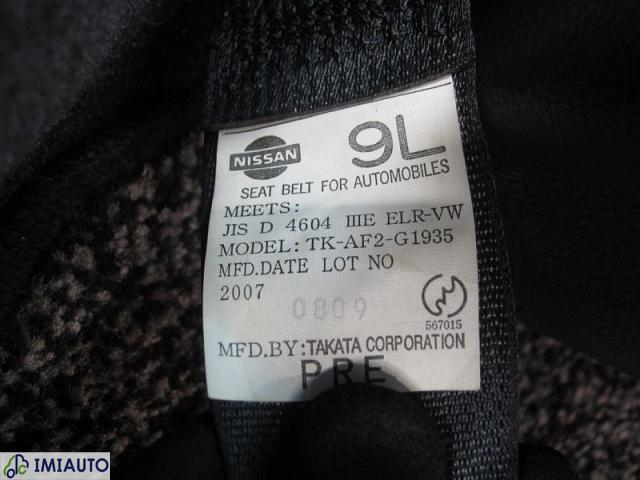 NISSAN 9L
SEAT BELT FOR AUTOMOBILES
MEETS:
JIS D 4604 IIIE ELR-VW
MODEL: TK-AF2-G1935
MFD.DATE LOT NO
2007 0809
567015
MFD.BY:TAKATA CORPORATION
PRE
IMIAUTO